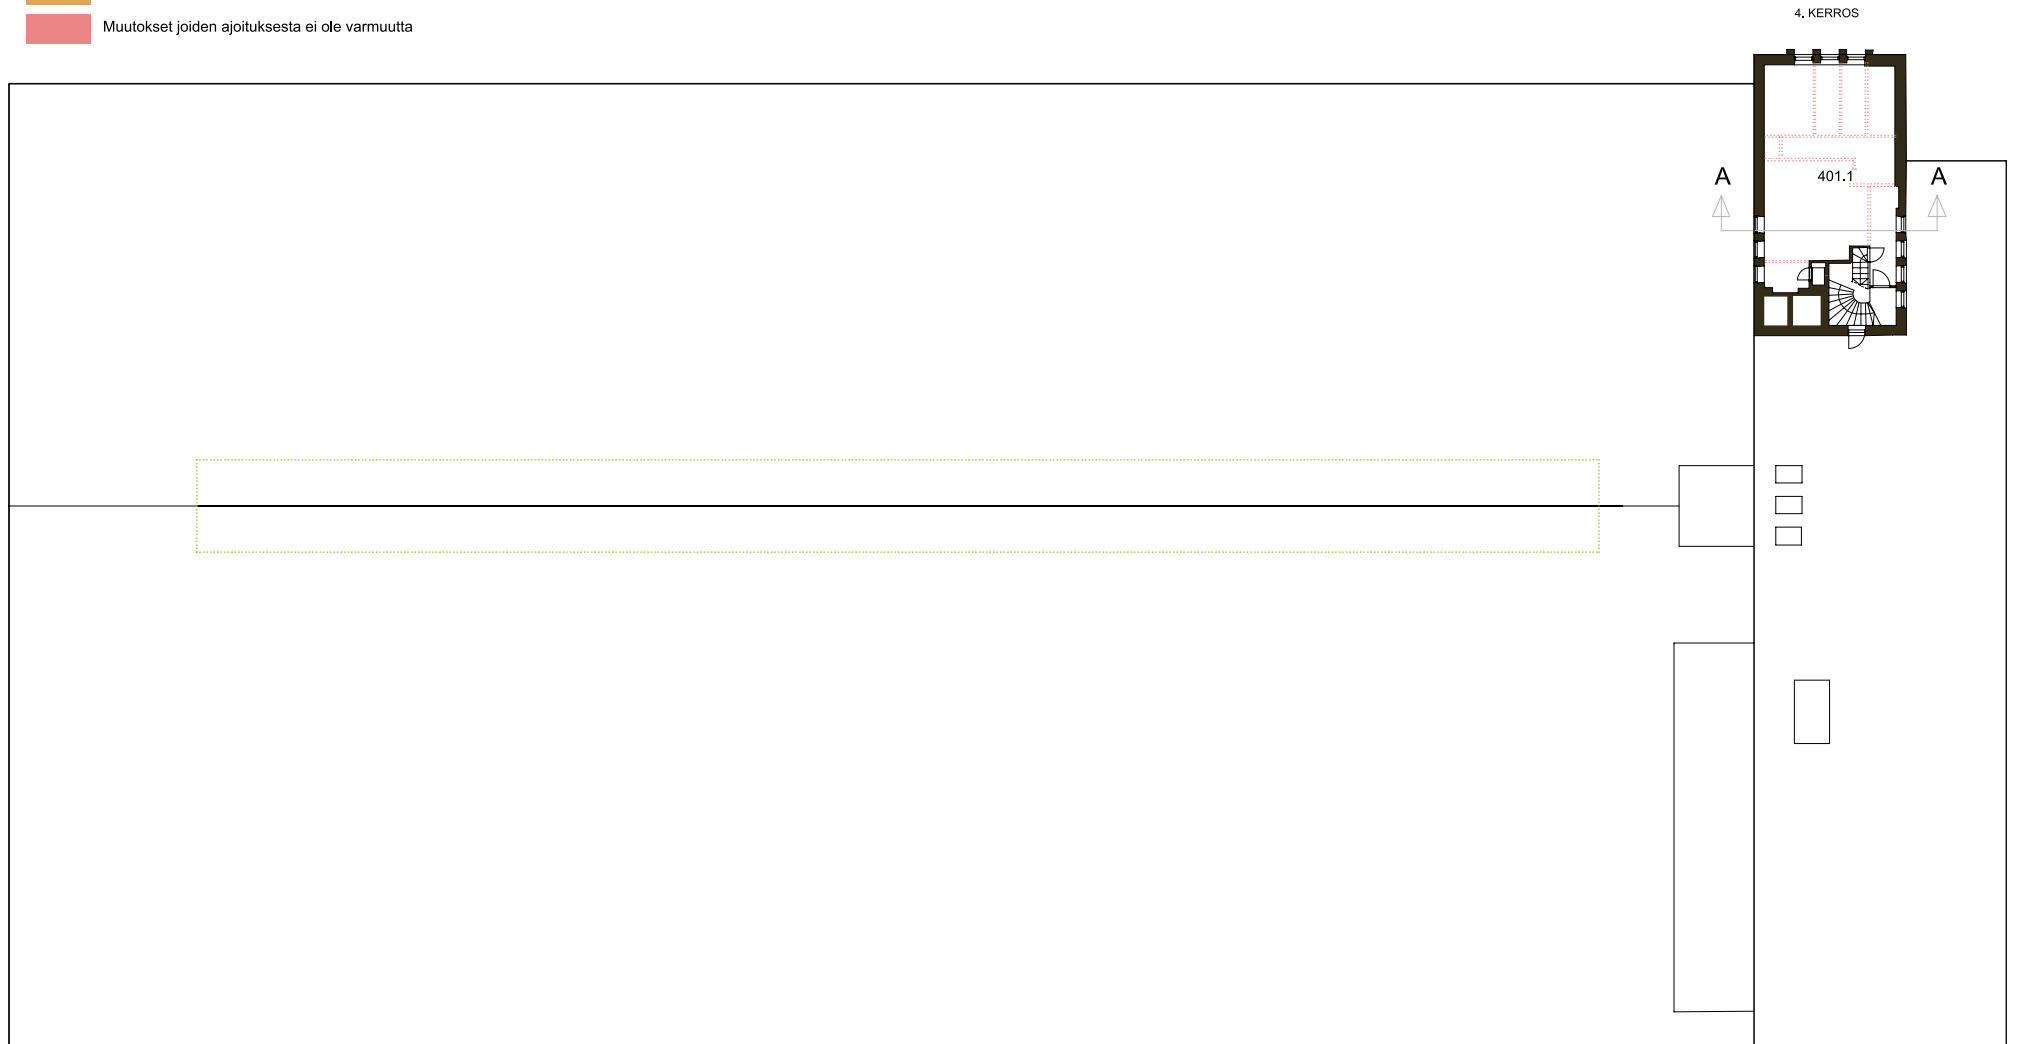 4. KERROS
Muutokset joiden ajoituksesta ei ole varmuutta
A
401.1
A